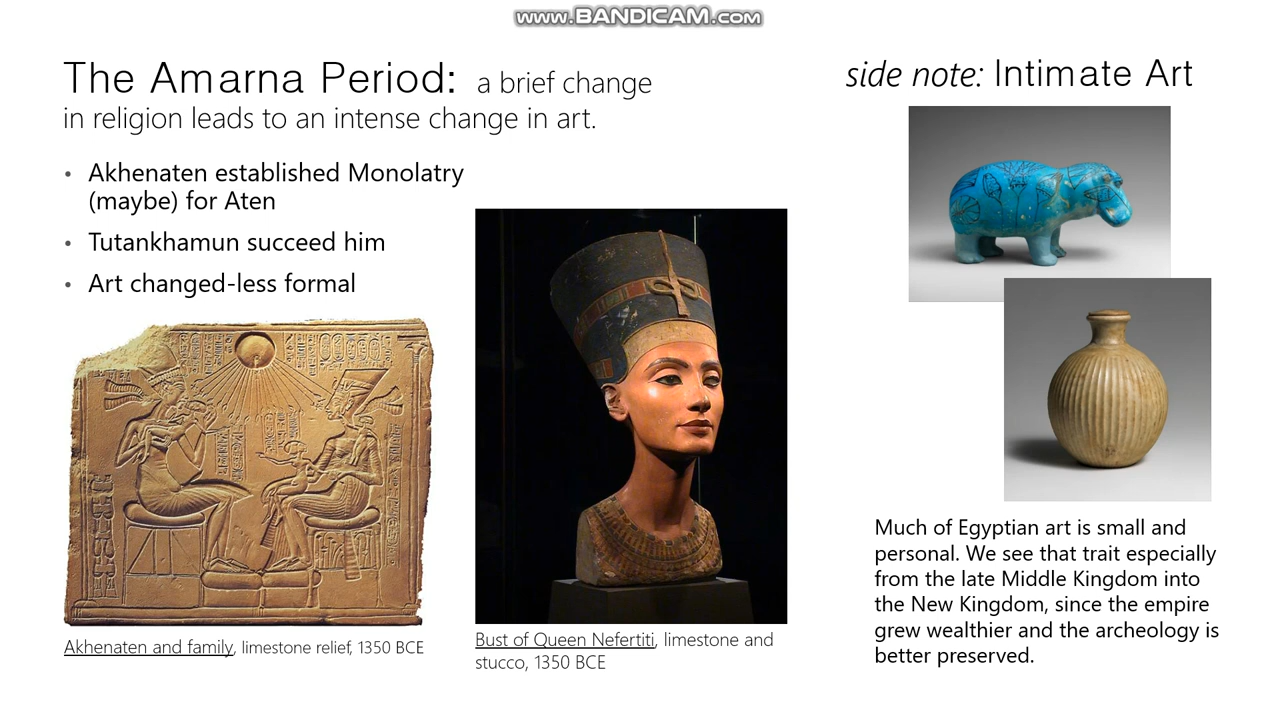 www.BANDICAM.com
The Amarna Period: a brief change
in religion leads to an intense change in art.
• Akhenaten established Monolatry
(maybe) for Aten
• Tutankhamun succeed him
• Art changed-less formal
Akhenaten and family, limestone relief, 1350 BCE
Bust of Queen Nefertiti, limestone and
stucco, 1350 BCE
side note: Intimate Art
Much of Egyptian art is small and
personal. We see that trait especially
from the late Middle Kingdom into
the New Kingdom, since the empire
grew wealthier and the archeology is
better preserved.